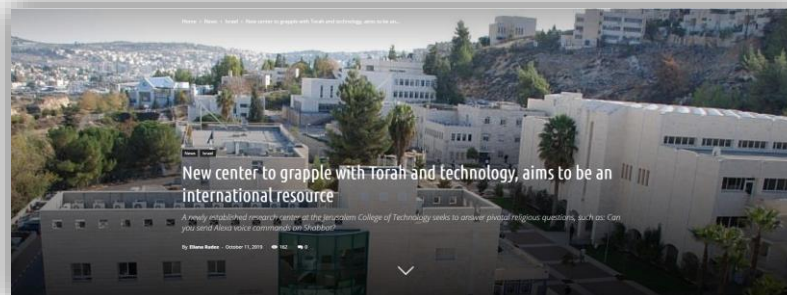 Home News Israel New center to grapple with Torah and technology, aims to be an...
News Israel
New center to grapple with Torah and technology, aims to be an
international resource
A newly established research center at the Jerusalem College of Technology seeks to answer pivotal religious questions, such as: Can
you send Alexa voice commands on Shabbat?
By Eliana Rudee - October 11, 2019 162 0